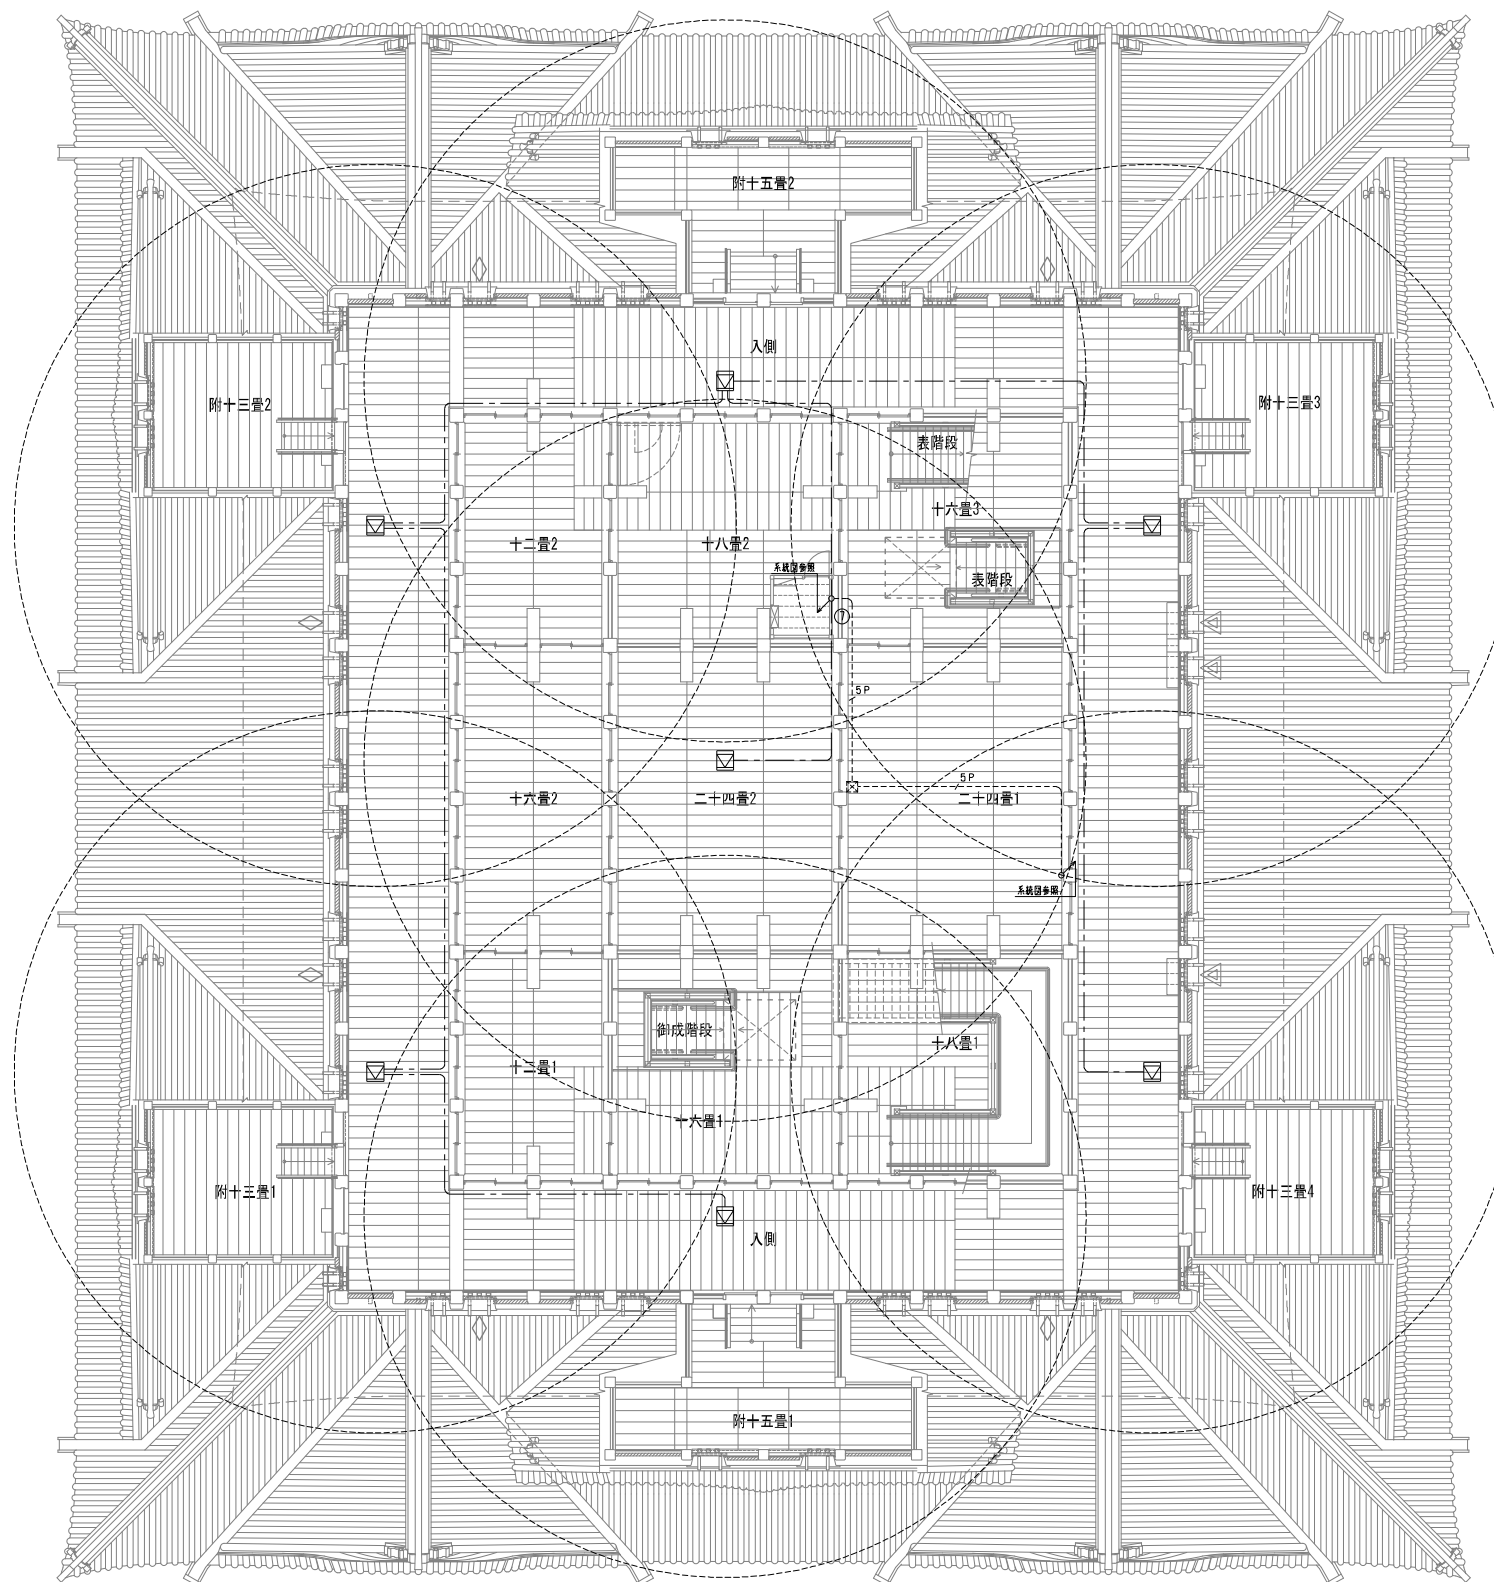 附十五畳2
入側
附十三畳2
附十三畳3
表階段
十六畳3
十二畳2
十八畳2
系統図参照
表階段
7
5P
5P
十六畳2
二十四畳2
二十四畳1
系統図参照
御成階段
十八畳1
十二畳1
十六畳1
附十三畳1
附十三畳4
入側
附十五畳1